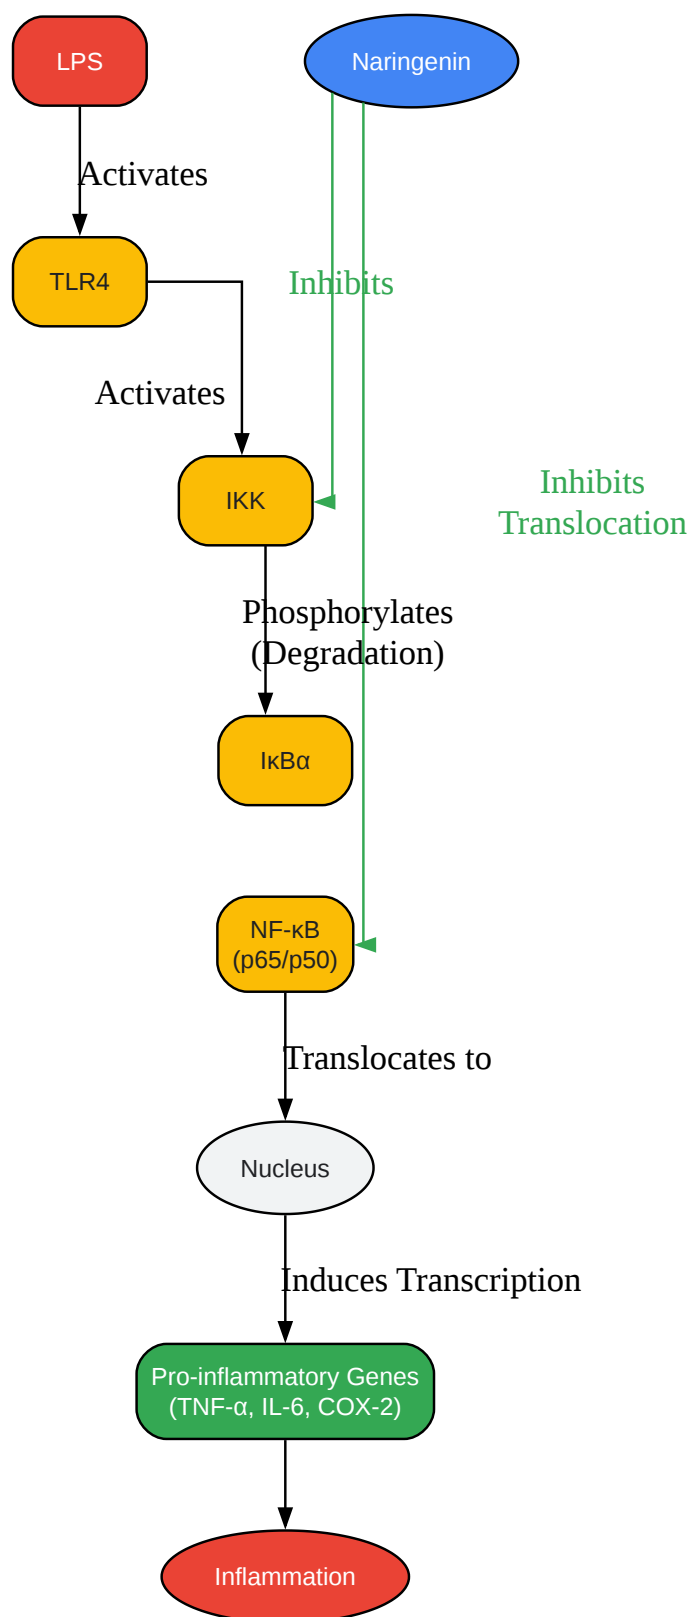 LPS
Naringenin
Activates
TLR4
Inhibits
Activates
IKK
Inhibits
Translocation
Phosphorylates
(Degradation)
IκBα
NF-κB
(p65/p50)
Translocates to
Nucleus
Induces Transcription
Pro-inflammatory Genes
(TNF-α, IL-6, COX-2)
Inflammation